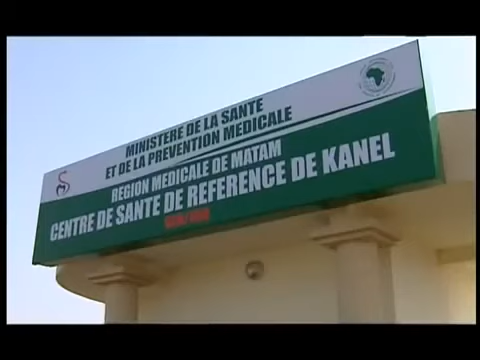 MINISTERE DE LA SANTE
ET DE LA PREVENTION MEDICALE
REGION MEDICALE DE MATAM
CENTRE DE SANTE DE REFERENCE DE KANEL